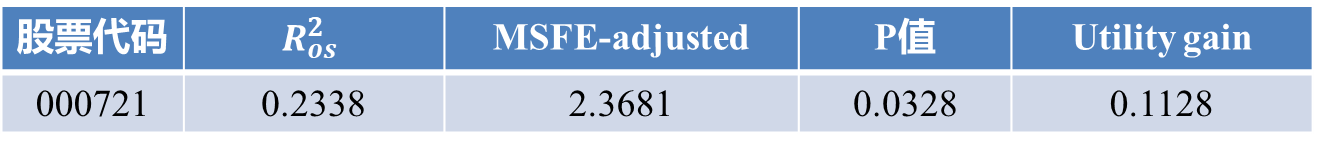 股票代码 R²os MSFE-adjusted P值 Utility gain
000721 0.2338 2.3681 0.0328 0.1128